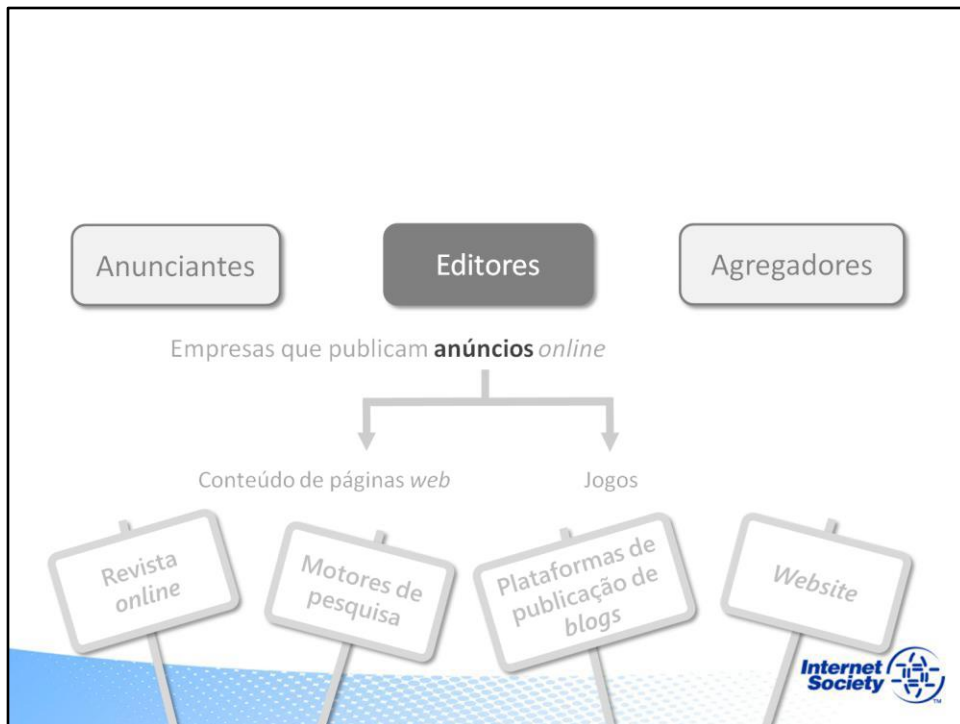 Anunciantes
Editores
Agregadores
Empresas que publicam anúncios online
Conteúdo de páginas web
Jogos
Revista
online
Motores de
pesquisa
Plataformas de
publicação de
blogs
Website
Internet
Society
TM